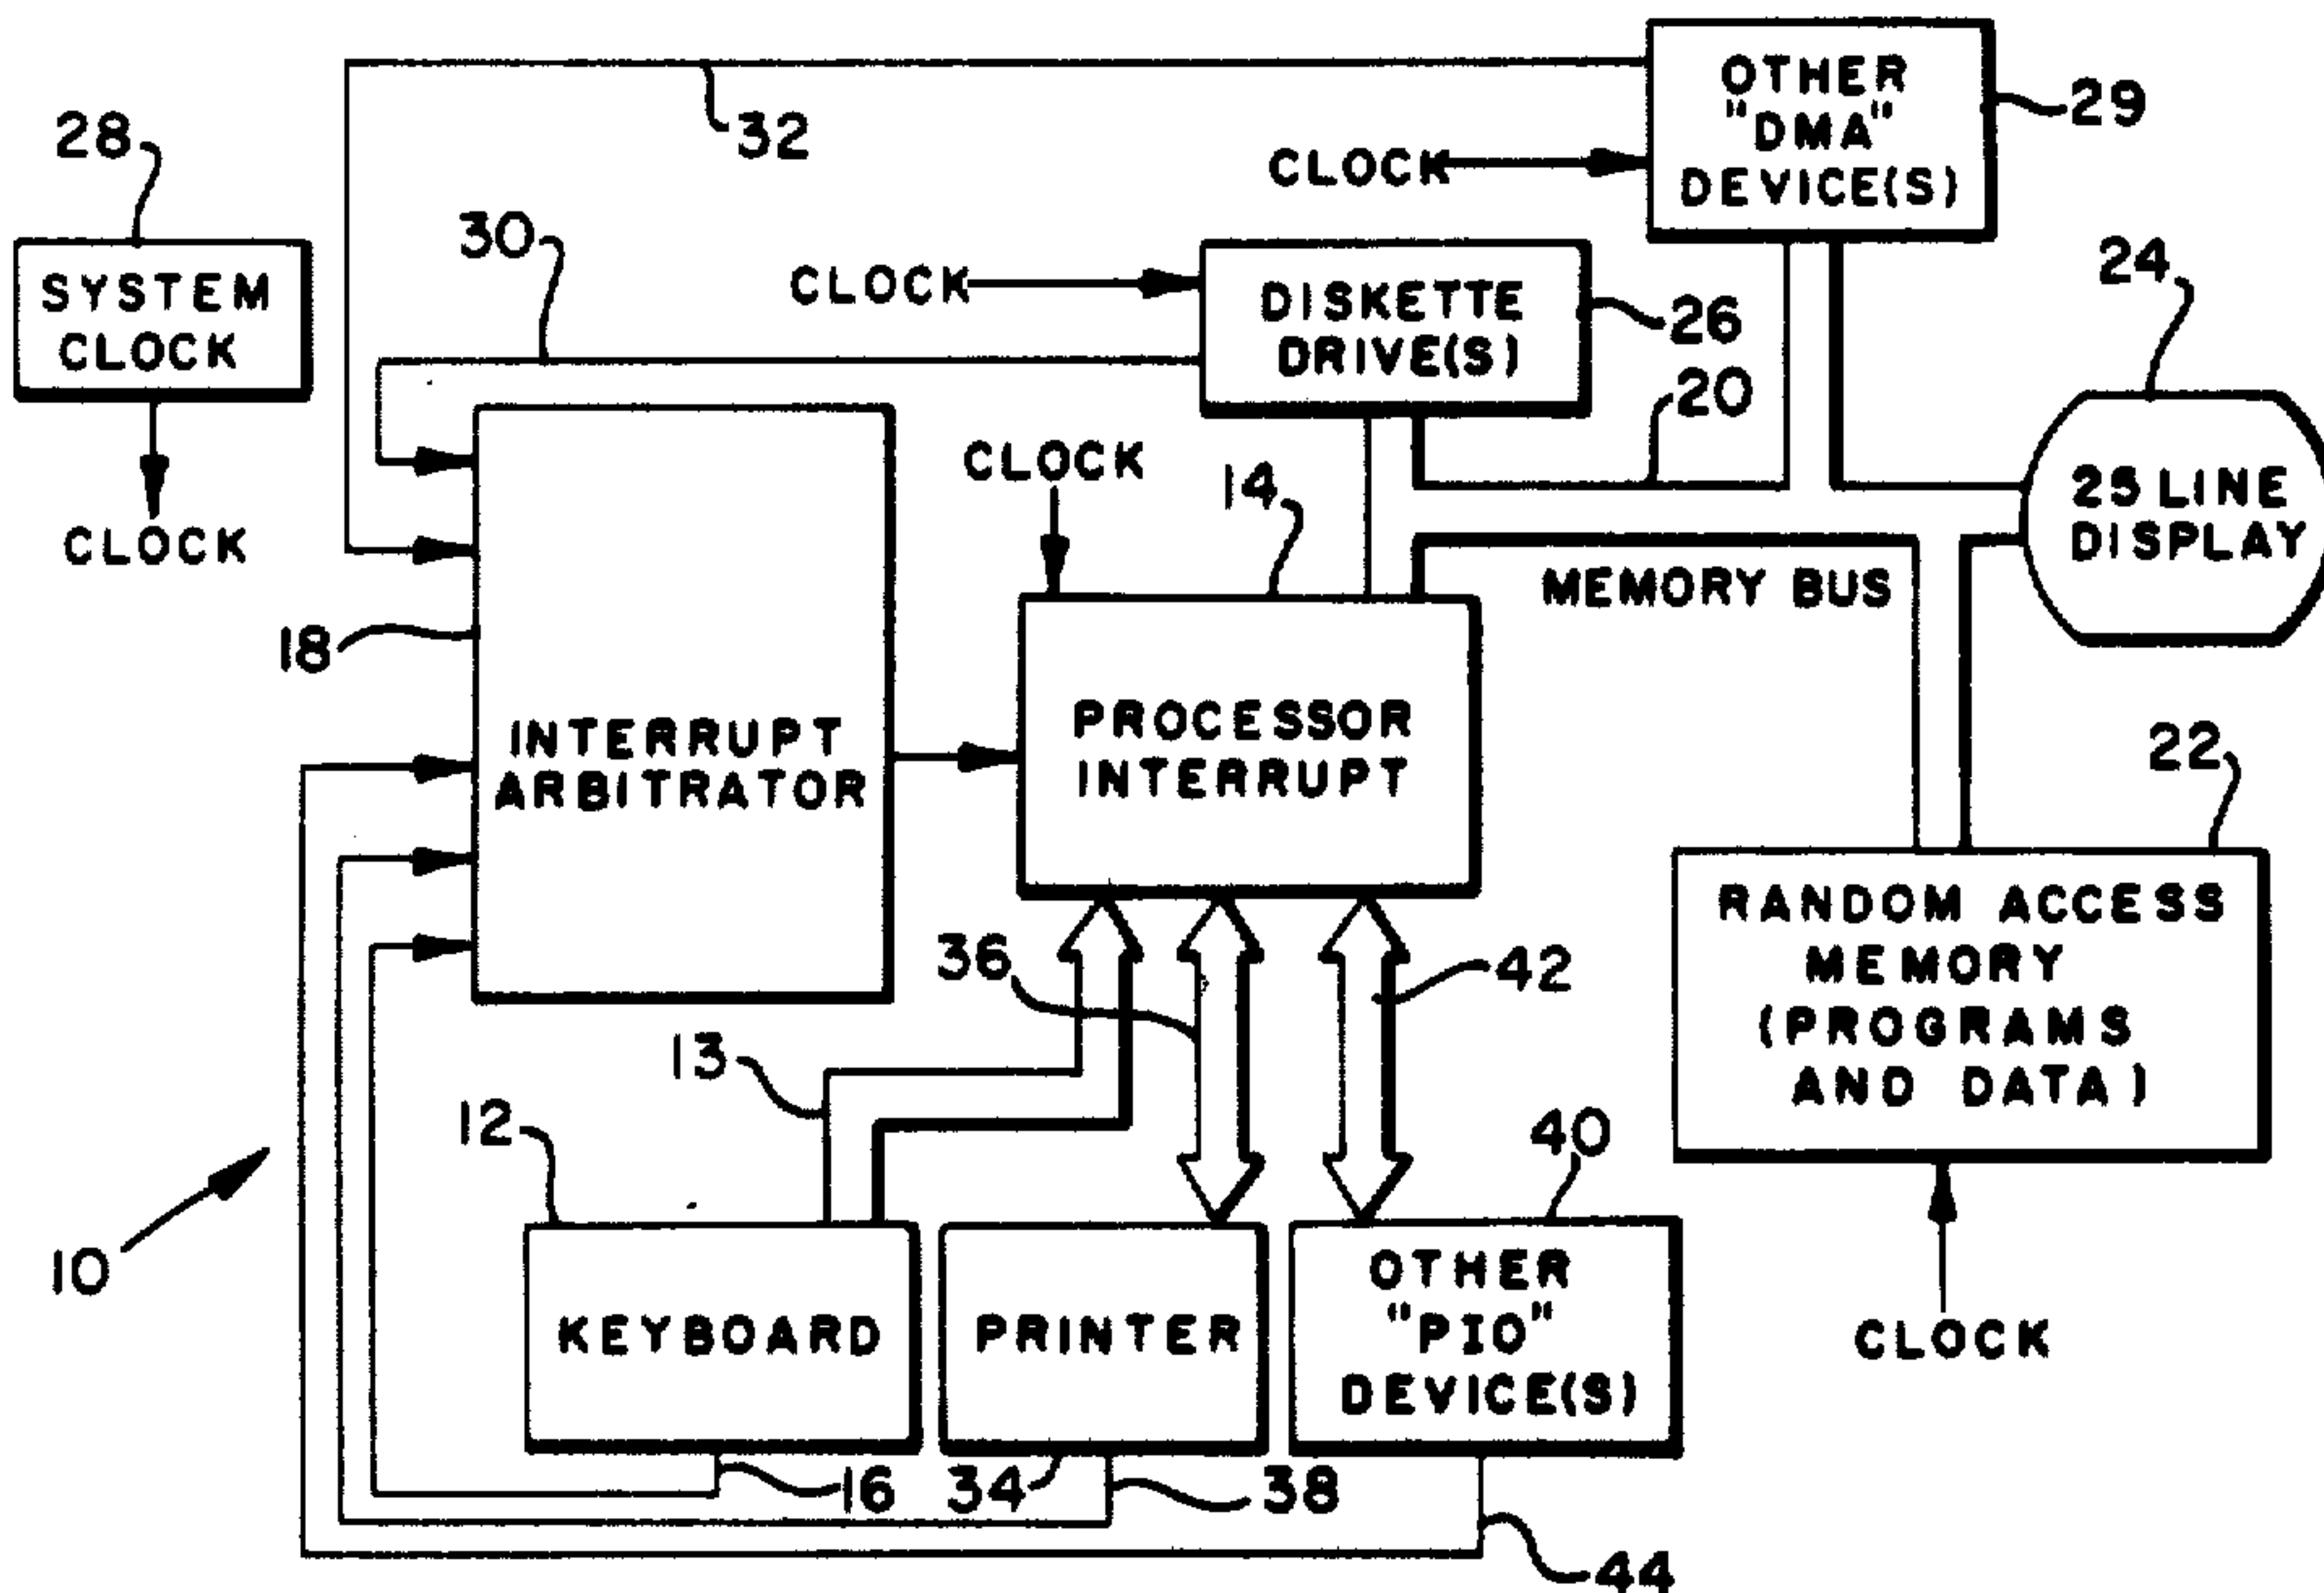 OTHER
"DMA"
DEVICE(S)
29
32
CLOCK
28
SYSTEM
CLOCK
CLOCK
30
CLOCK
DISKETTE
DRIVE(S)
26
20
24
25 LINE
DISPLAY
CLOCK
14
MEMORY BUS
18
INTERRUPT
ARBITRATOR
PROCESSOR
INTERRUPT
22
RANDOM ACCESS
MEMORY
(PROGRAMS
AND DATA)
CLOCK
36
42
13
12
40
10
KEYBOARD
PRINTER
OTHER
"PIO"
DEVICE(S)
16
34
38
44